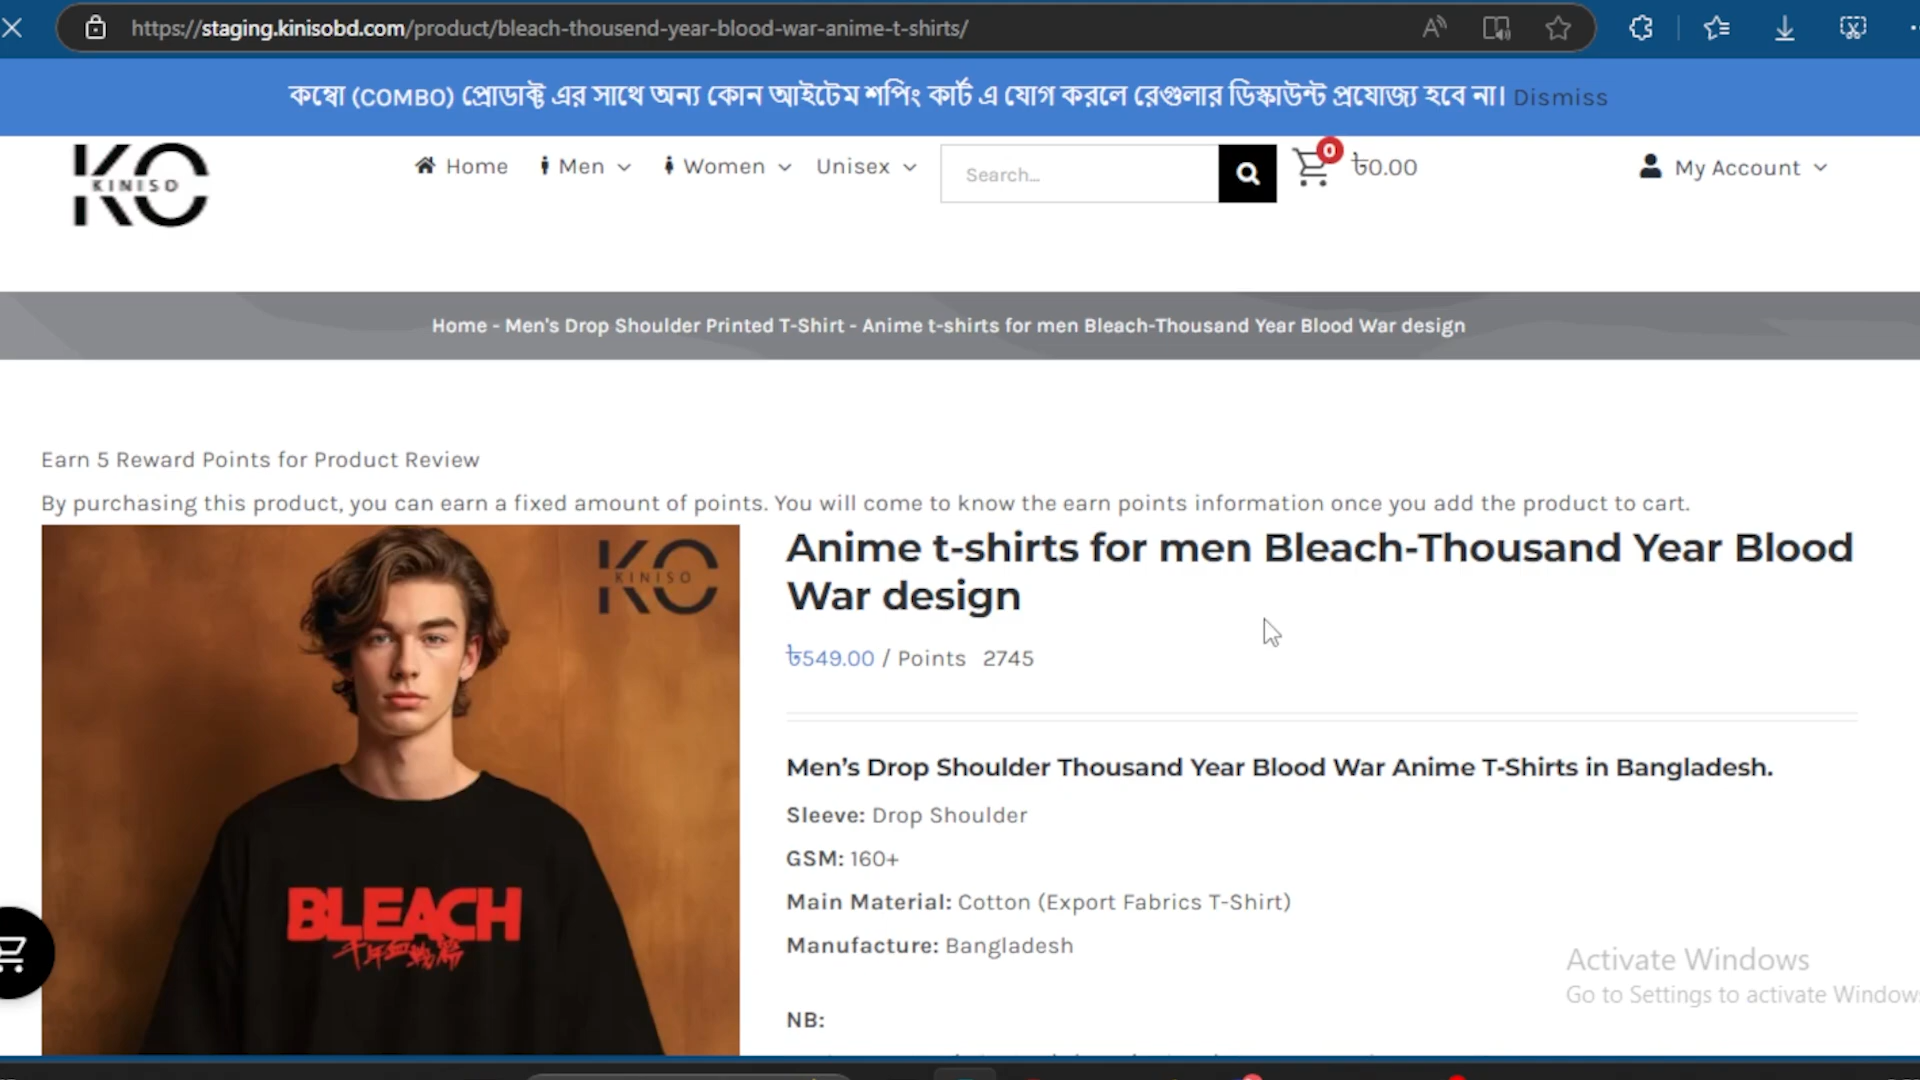 https://staging.kinisobd.com/product/bleach-thousend-year-blood-war-anime-t-shirts/
কম্বো (COMBO) প্রোডাক্ট এর সাথে অন্য কোন আইটেম শপিং কার্ট এ যোগ করলে রেগুলার ডিস্কাউন্ট প্রযোজ্য হবে না। Dismiss
KO
KINISO
Home Men Women Unisex Search... 0 ৳0.00 My Account
Home - Men's Drop Shoulder Printed T-Shirt - Anime t-shirts for men Bleach-Thousand Year Blood War design
Earn 5 Reward Points for Product Review
By purchasing this product, you can earn a fixed amount of points. You will come to know the earn points information once you add the product to cart.
KO
KINISO
Anime t-shirts for men Bleach-Thousand Year Blood
War design
৳549.00 / Points 2745
Men’s Drop Shoulder Thousand Year Blood War Anime T-Shirts in Bangladesh.
Sleeve: Drop Shoulder
GSM: 160+
Main Material: Cotton (Export Fabrics T-Shirt)
Manufacture: Bangladesh
BLEACH
千年血戦篇
NB:
Activate Windows
Go to Settings to activate Windows